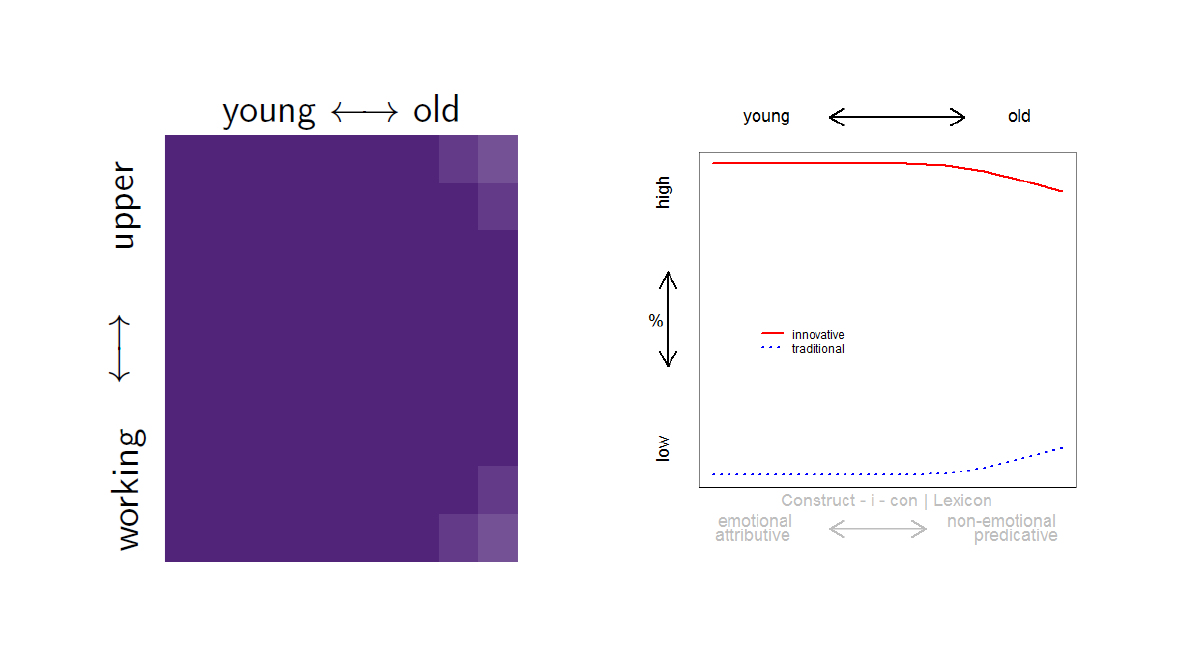 young ⟷ old
upper
⟷
working
young
old
high
%
low
innovative
traditional
Construct - i - con | Lexicon
emotional
attributive
non-emotional
predicative